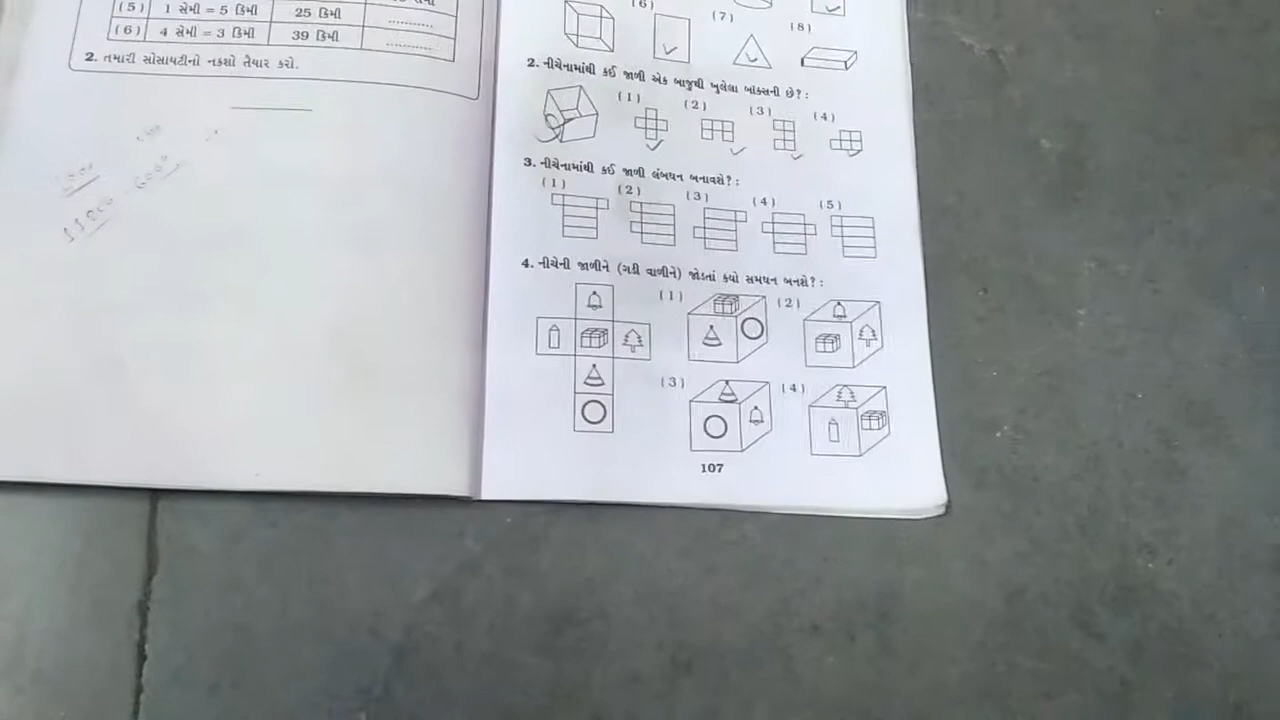 (5) 1 સેમી = 5 કિમી 25 કિમી ...........
(6) 4 સેમી = 3 કિમી 39 કિમી ...........
2. તમારી સોસાયટીનો નકશો તૈયાર કરો.
(6) (7) (8)
2. નીચેનામાંથી કઈ જાળી એક બાજુથી ખુલેલા બૉક્સની છે? :
(1) (2) (3) (4)
3. નીચેનામાંથી કઈ જાળી લંબઘન બનાવશે? :
(1) (2) (3) (4) (5)
4. નીચેની જાળીને (ગડી વાળીને) જોડતાં કયો સમઘન બનશે? :
(1) (2)
(3) (4)
107